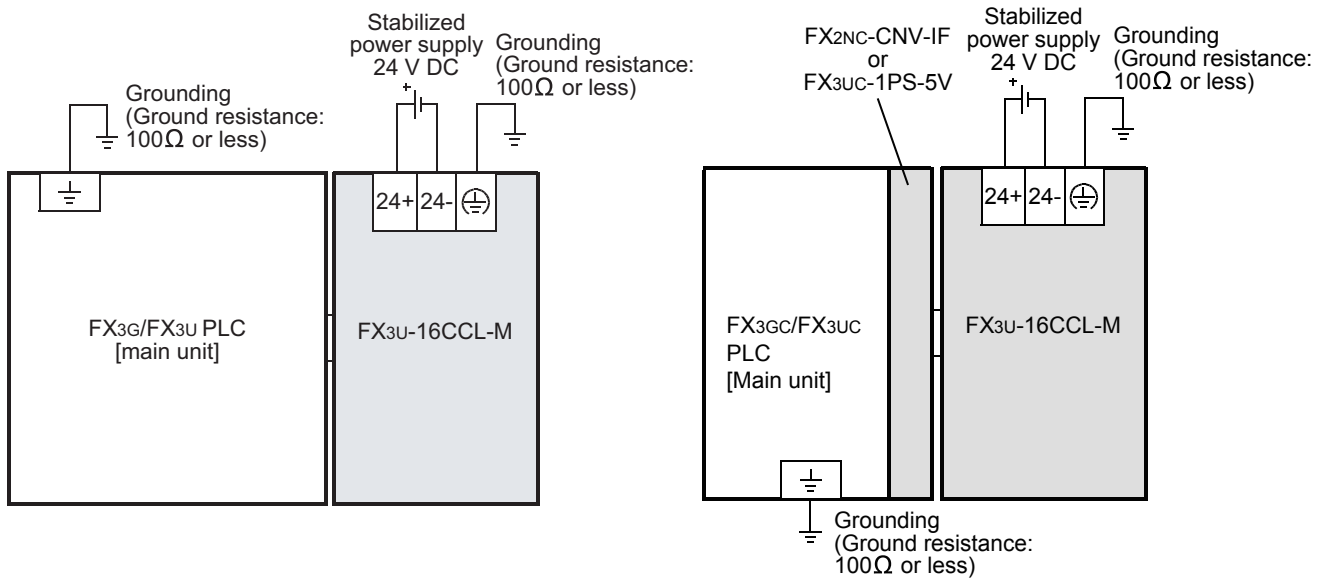 Grounding
(Ground resistance:
100Ω or less)
Stabilized
power supply
24 V DC
+
Grounding
(Ground resistance:
100Ω or less)
24+ 24-
FX3G/FX3U PLC
[main unit]
FX3U-16CCL-M
FX2NC-CNV-IF
or
FX3UC-1PS-5V
Stabilized
power supply
24 V DC
+
Grounding
(Ground resistance:
100Ω or less)
24+ 24-
FX3GC/FX3UC
PLC
[Main unit]
FX3U-16CCL-M
Grounding
(Ground resistance:
100Ω or less)